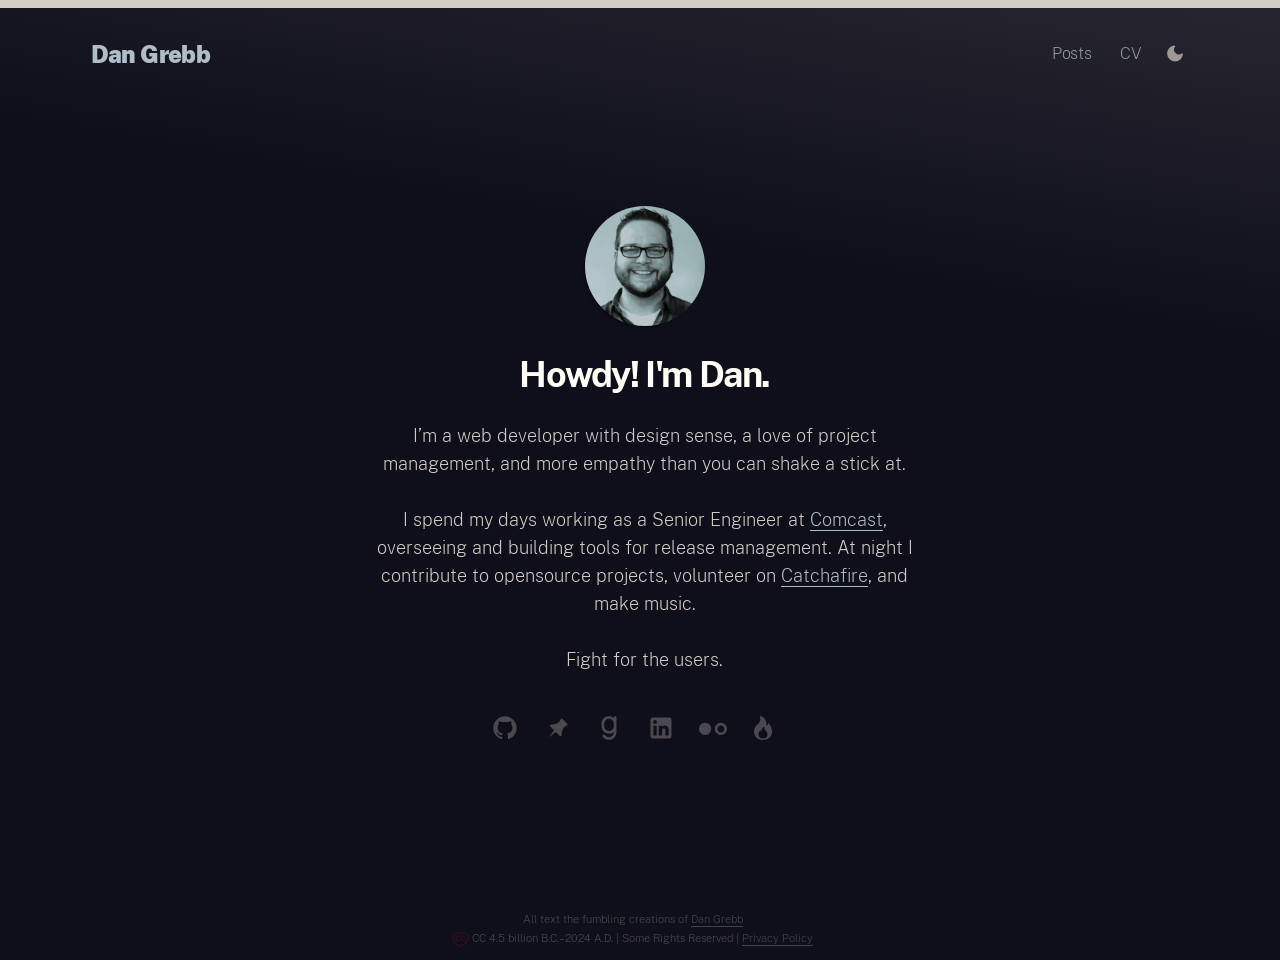 Dan Grebb
Posts
CV
Howdy! I'm Dan.
I’m a web developer with design sense, a love of project
management, and more empathy than you can shake a stick at.
I spend my days working as a Senior Engineer at Comcast,
overseeing and building tools for release management. At night I
contribute to opensource projects, volunteer on Catchafire, and
make music.
Fight for the users.
All text the fumbling creations of Dan Grebb
CC 4.5 billion B.C.–2024 A.D. | Some Rights Reserved | Privacy Policy